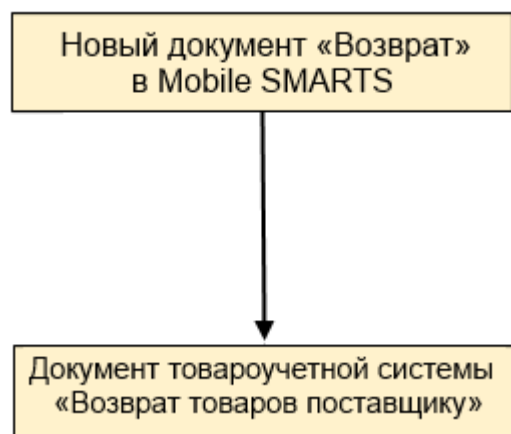 Новый документ «Возврат»
в Mobile SMARTS
Документ товароучетной системы
«Возврат товаров поставщику»